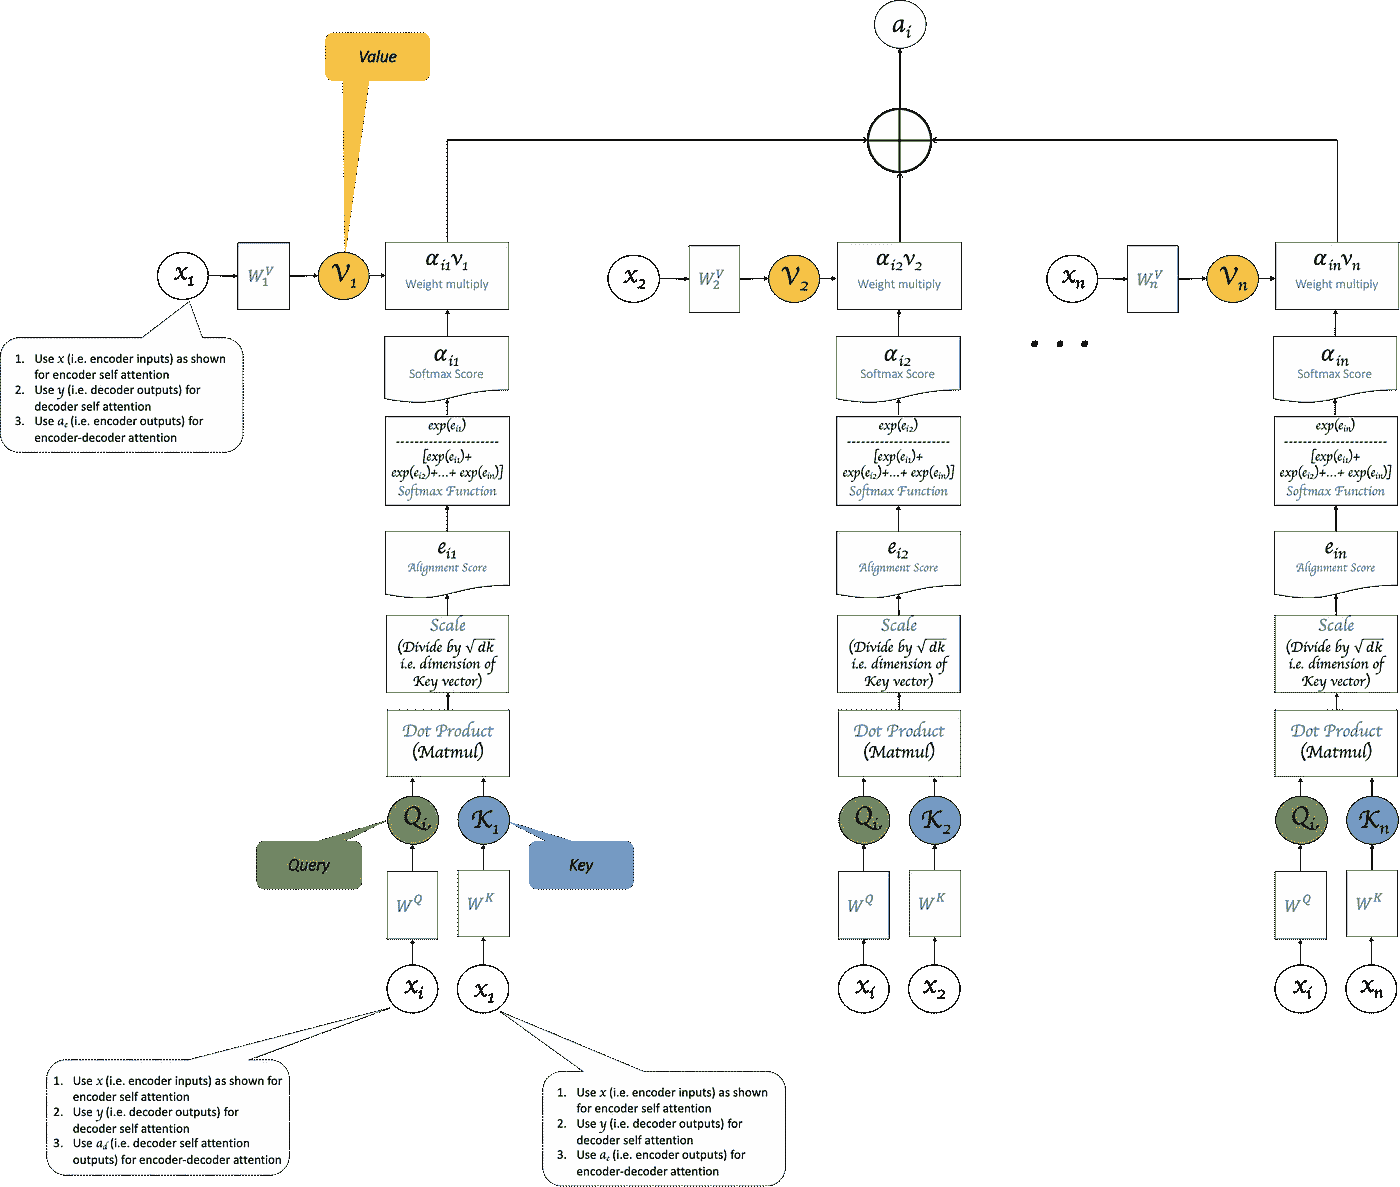 a_i
Value
x_1
W_1^V
V_1
α_{i1}v_1
Weight multiply
x_2
W_2^V
V_2
α_{i2}v_2
Weight multiply
x_n
W_n^V
V_n
α_{in}v_n
Weight multiply
1. Use x (i.e. encoder inputs) as shown
for encoder self attention
2. Use y (i.e. decoder outputs) for
decoder self attention
3. Use a_e (i.e. encoder outputs) for
encoder-decoder attention
α_{i1}
Softmax Score
α_{i2}
Softmax Score
. . .
α_{in}
Softmax Score
exp(e_{i1})
--------------------
[exp(e_{i1})+
exp(e_{i2})+...+ exp(e_{in})]
Softmax Function
exp(e_{i2})
--------------------
[exp(e_{i1})+
exp(e_{i2})+...+ exp(e_{in})]
Softmax Function
exp(e_{in})
--------------------
[exp(e_{i1})+
exp(e_{i2})+...+ exp(e_{in})]
Softmax Function
e_{i1}
Alignment Score
e_{i2}
Alignment Score
e_{in}
Alignment Score
Scale
(Divide by √dk
i.e. dimension of
Key vector)
Scale
(Divide by √dk
i.e. dimension of
Key vector)
Scale
(Divide by √dk
i.e. dimension of
Key vector)
Dot Product
(Matmul)
Dot Product
(Matmul)
Dot Product
(Matmul)
Query
Q_i,
K_1
Key
Q_i,
K_2
Q_i,
K_n
W^Q
W^K
W^Q
W^K
W^Q
W^K
x_i
x_1
x_i
x_2
x_i
x_n
1. Use x (i.e. encoder inputs) as shown for
encoder self attention
2. Use y (i.e. decoder outputs) for
decoder self attention
3. Use a_d (i.e. decoder self attention
outputs) for encoder-decoder attention
1. Use x (i.e. encoder inputs) as shown
for encoder self attention
2. Use y (i.e. decoder outputs) for
decoder self attention
3. Use a_e (i.e. encoder outputs) for
encoder-decoder attention